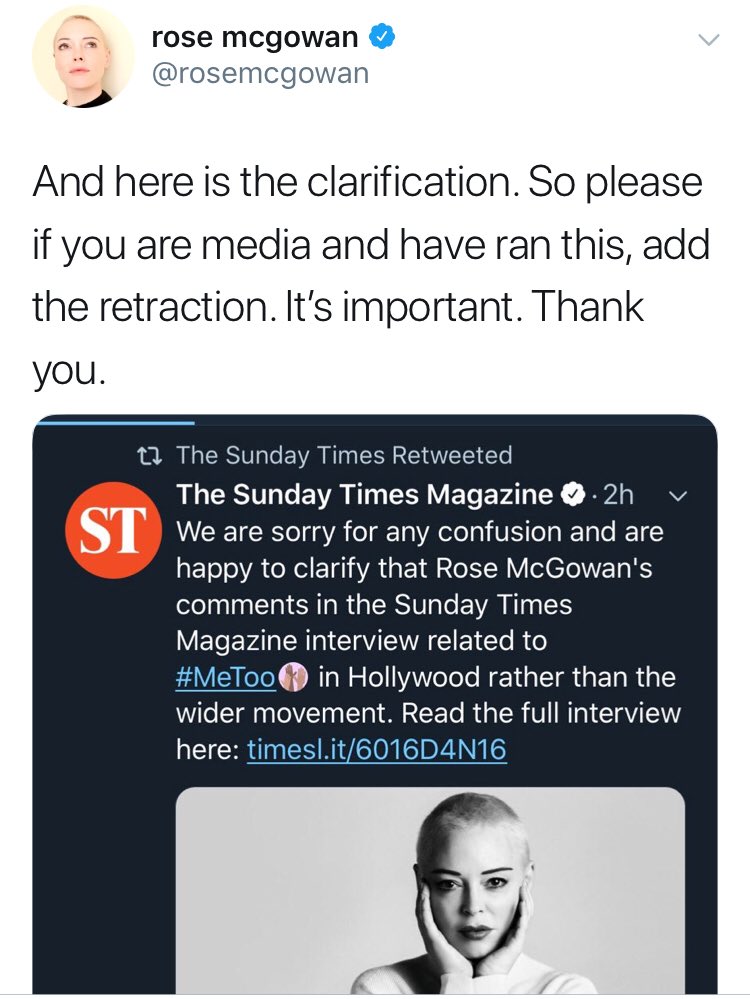 rose mcgowan
@rosemcgowan
And here is the clarification. So please
if you are media and have ran this, add
the retraction. It’s important. Thank
you.
The Sunday Times Retweeted
ST
The Sunday Times Magazine · 2h
We are sorry for any confusion and are
happy to clarify that Rose McGowan's
comments in the Sunday Times
Magazine interview related to
#MeToo in Hollywood rather than the
wider movement. Read the full interview
here: timesl.it/6016D4N16